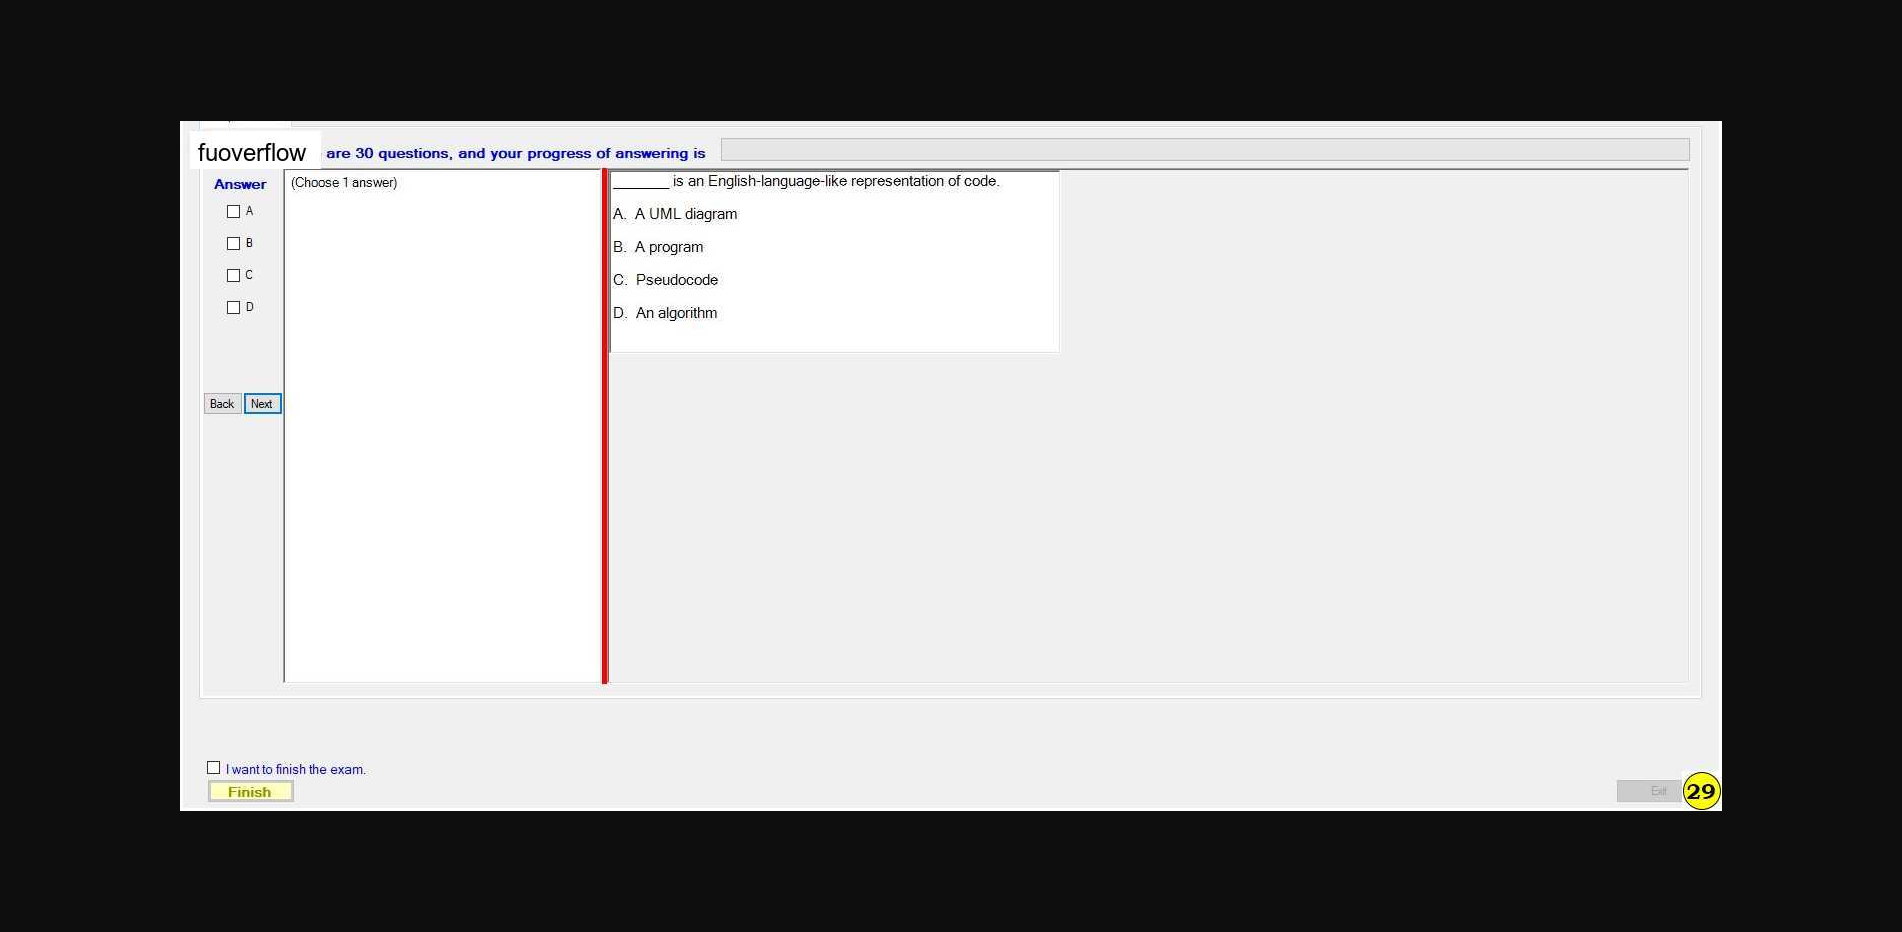 fuoverflow are 30 questions, and your progress of answering is
Answer
(Choose 1 answer)
A
B
C
D
Back Next
_______ is an English-language-like representation of code.
A. A UML diagram
B. A program
C. Pseudocode
D. An algorithm
I want to finish the exam.
Finish
Exit
29